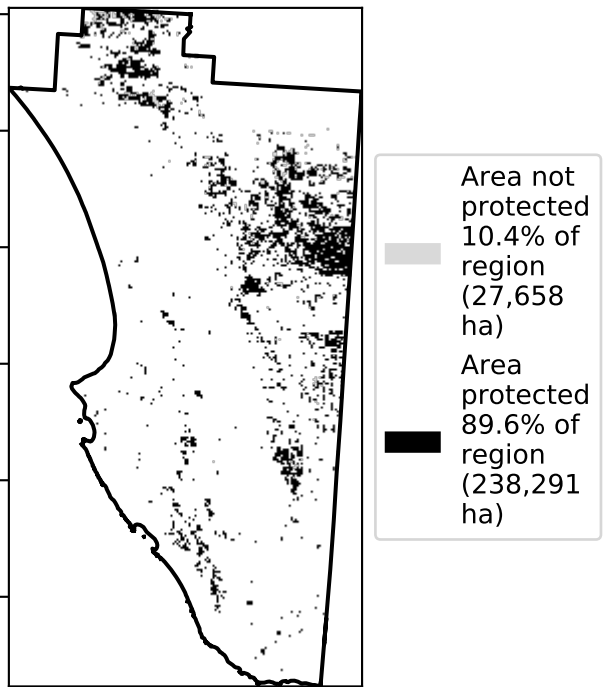 Area not
protected
10.4% of
region
(27,658
ha)
Area
protected
89.6% of
region
(238,291
ha)